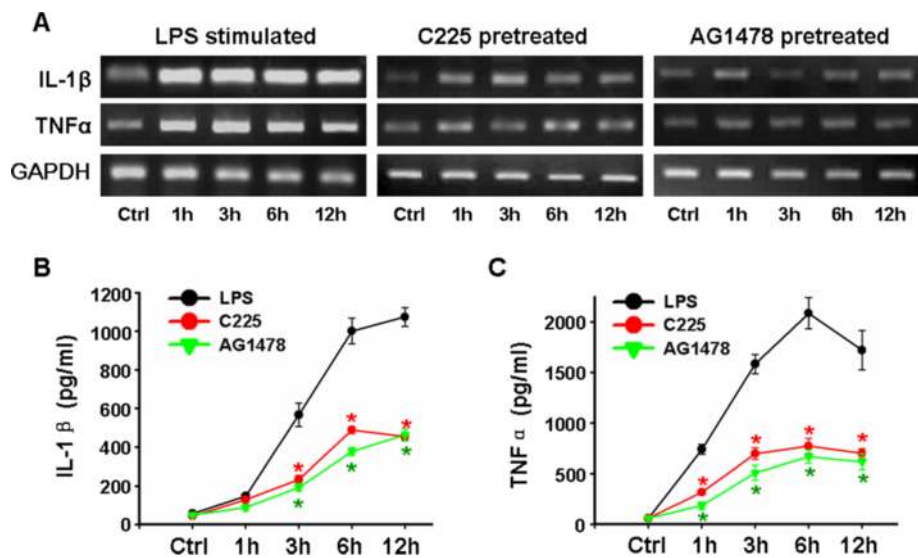 A
LPS stimulated C225 pretreated AG1478 pretreated
IL-1β
TNFα
GAPDH
Ctrl 1h 3h 6h 12h Ctrl 1h 3h 6h 12h Ctrl 1h 3h 6h 12h
B
LPS
C225
AG1478
IL-1 β (pg/ml)
1200
1000
800
600
400
200
0
* * *
* * *
Ctrl 1h 3h 6h 12h
C
LPS
C225
AG1478
TNF α (pg/ml)
2000
1500
1000
500
0
* * * *
* * * *
Ctrl 1h 3h 6h 12h